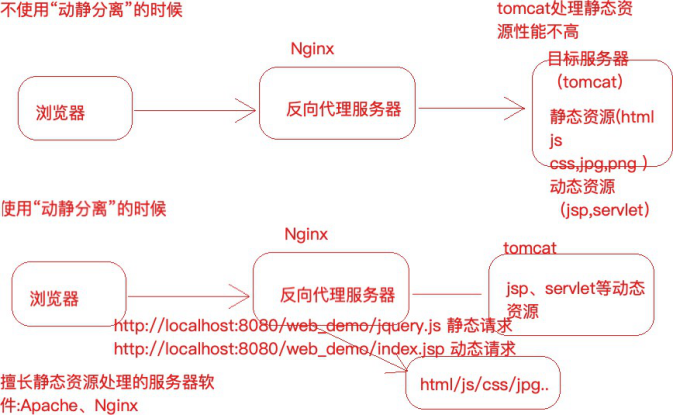 不使用“动静分离”的时候
tomcat处理静态资
源性能不高
Nginx
目标服务器
（tomcat）
浏览器
反向代理服务器
静态资源(html
js
css,jpg,png ）
动态资源
（jsp,servlet）
使用“动静分离”的时候
Nginx
tomcat
浏览器
反向代理服务器
jsp、servlet等动态
资源
http://localhost:8080/web_demo/jquery.js 静态请求
http://localhost:8080/web_demo/index.jsp 动态请求
擅长静态资源处理的服务器软
件:Apache、Nginx
html/js/css/jpg..